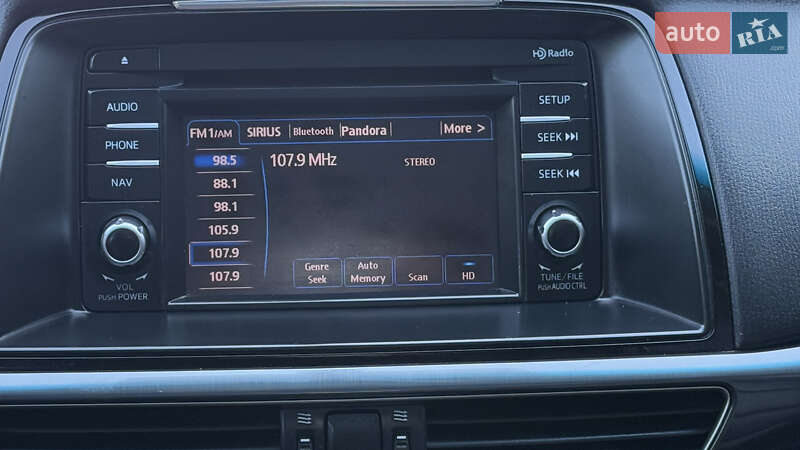 auto RIA
.com
HD Radio
AUDIO
PHONE
NAV
VOL
PUSH POWER
FM1/AM SIRIUS Bluetooth Pandora More >
98.5
88.1
98.1
105.9
107.9
107.9
107.9 MHz STEREO
Genre
Seek
Auto
Memory
Scan
HD
SETUP
SEEK
SEEK
TUNE/FILE
PUSH AUDIO CTRL